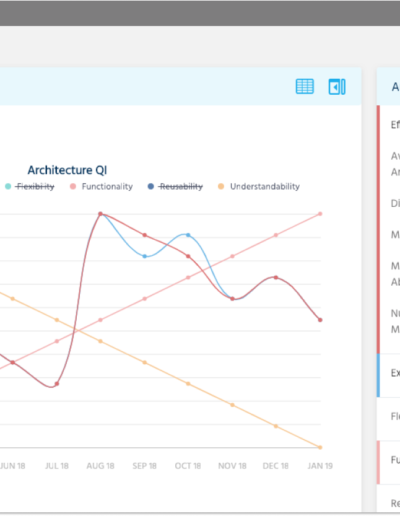 A
Architecture QI
Flexibility Functionality Reusability Understandability
Ef
Av
Ar
Di
M
M
Ab
Nu
M
Ex
Fl
Fu
Re
JUN 18 JUL 18 AUG 18 SEP 18 OCT 18 NOV 18 DEC 18 JAN 19